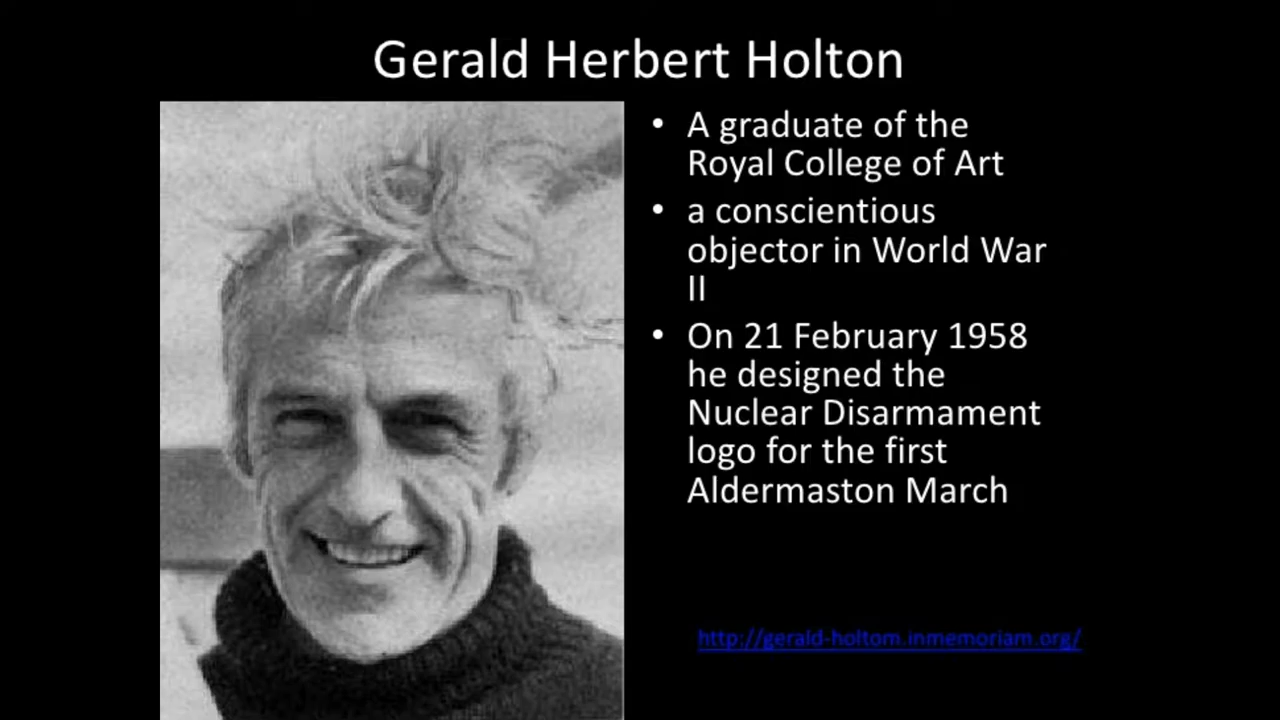 Gerald Herbert Holton
• A graduate of the
Royal College of Art
• a conscientious
objector in World War
II
• On 21 February 1958
he designed the
Nuclear Disarmament
logo for the first
Aldermaston March
http://gerald-holtom.inmemoriam.org/